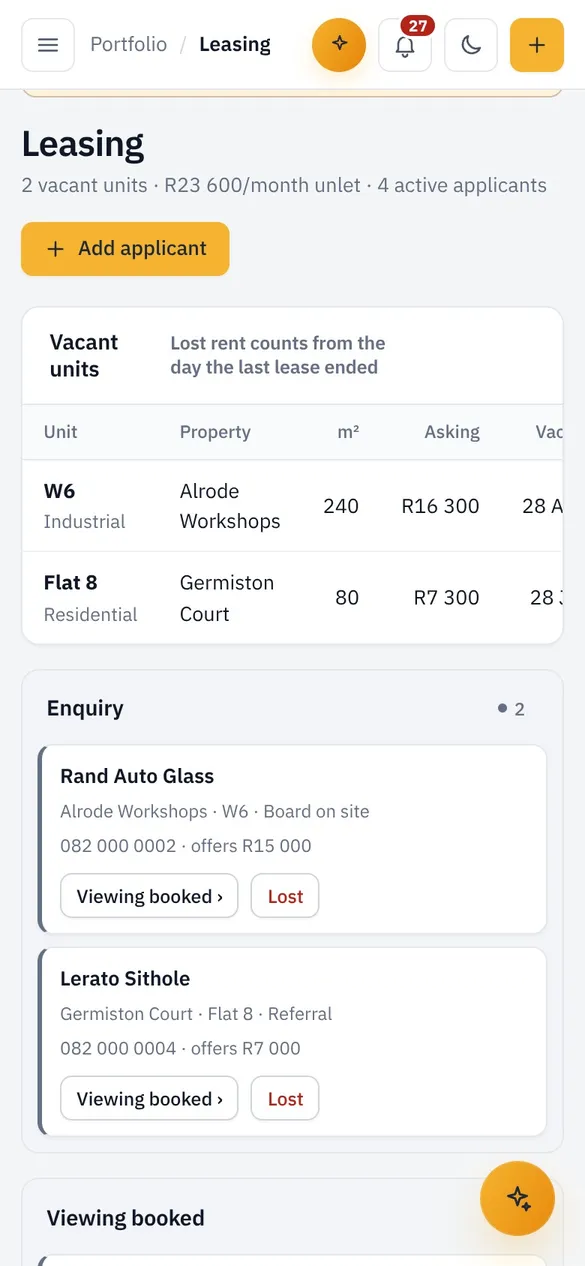 Portfolio / Leasing
27
Leasing
2 vacant units · R23 600/month unlet · 4 active applicants
+ Add applicant
Vacant units
Lost rent counts from the
day the last lease ended
Unit Property m² Asking
W6 Alrode Workshops 240 R16 300 28
Industrial
Flat 8 Germiston Court 80 R7 300 28
Residential
Enquiry 2
Rand Auto Glass
Alrode Workshops · W6 · Board on site
082 000 0002 · offers R15 000
Viewing booked › Lost
Lerato Sithole
Germiston Court · Flat 8 · Referral
082 000 0004 · offers R7 000
Viewing booked › Lost
Viewing booked